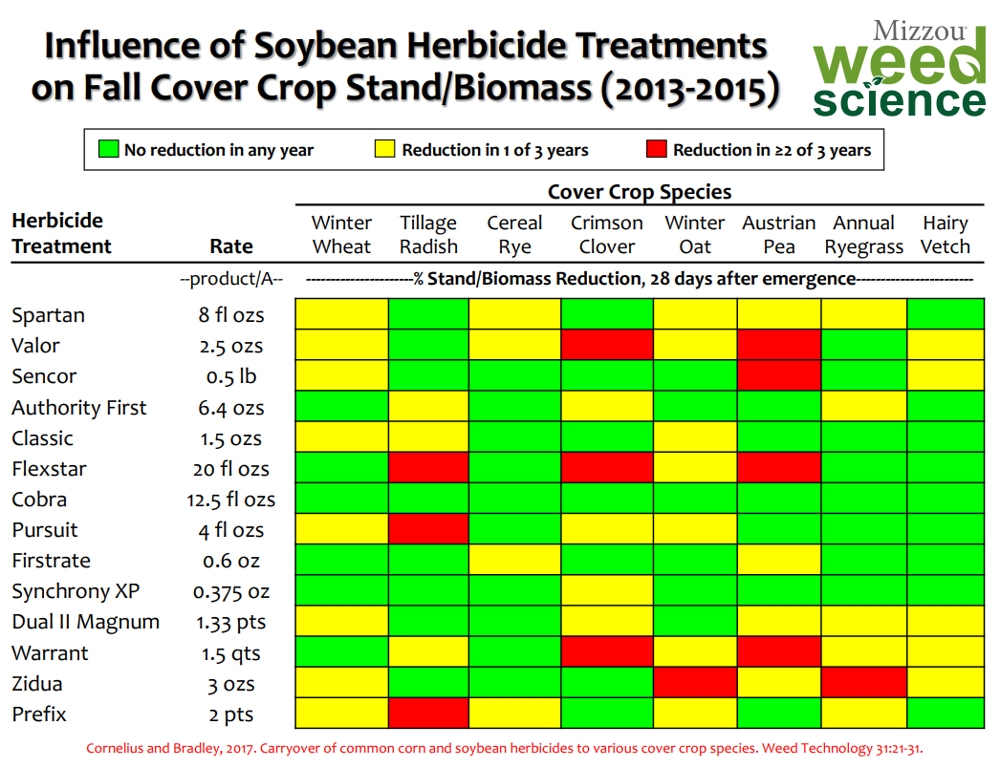 Influence of Soybean Herbicide Treatments
on Fall Cover Crop Stand/Biomass (2013-2015)
Mizzou
weed
science
No reduction in any year
Reduction in 1 of 3 years
Reduction in ≥2 of 3 years
Cover Crop Species
Herbicide Treatment Rate Winter Wheat Tillage Radish Cereal Rye Crimson Clover Winter Oat Austrian Pea Annual Ryegrass Hairy Vetch
--product/A-- ----------------------% Stand/Biomass Reduction, 28 days after emergence------------------------
Spartan 8 fl ozs
Valor 2.5 ozs
Sencor 0.5 lb
Authority First 6.4 ozs
Classic 1.5 ozs
Flexstar 20 fl ozs
Cobra 12.5 fl ozs
Pursuit 4 fl ozs
Firstrate 0.6 oz
Synchrony XP 0.375 oz
Dual II Magnum 1.33 pts
Warrant 1.5 qts
Zidua 3 ozs
Prefix 2 pts
Cornelius and Bradley, 2017. Carryover of common corn and soybean herbicides to various cover crop species. Weed Technology 31:21-31.